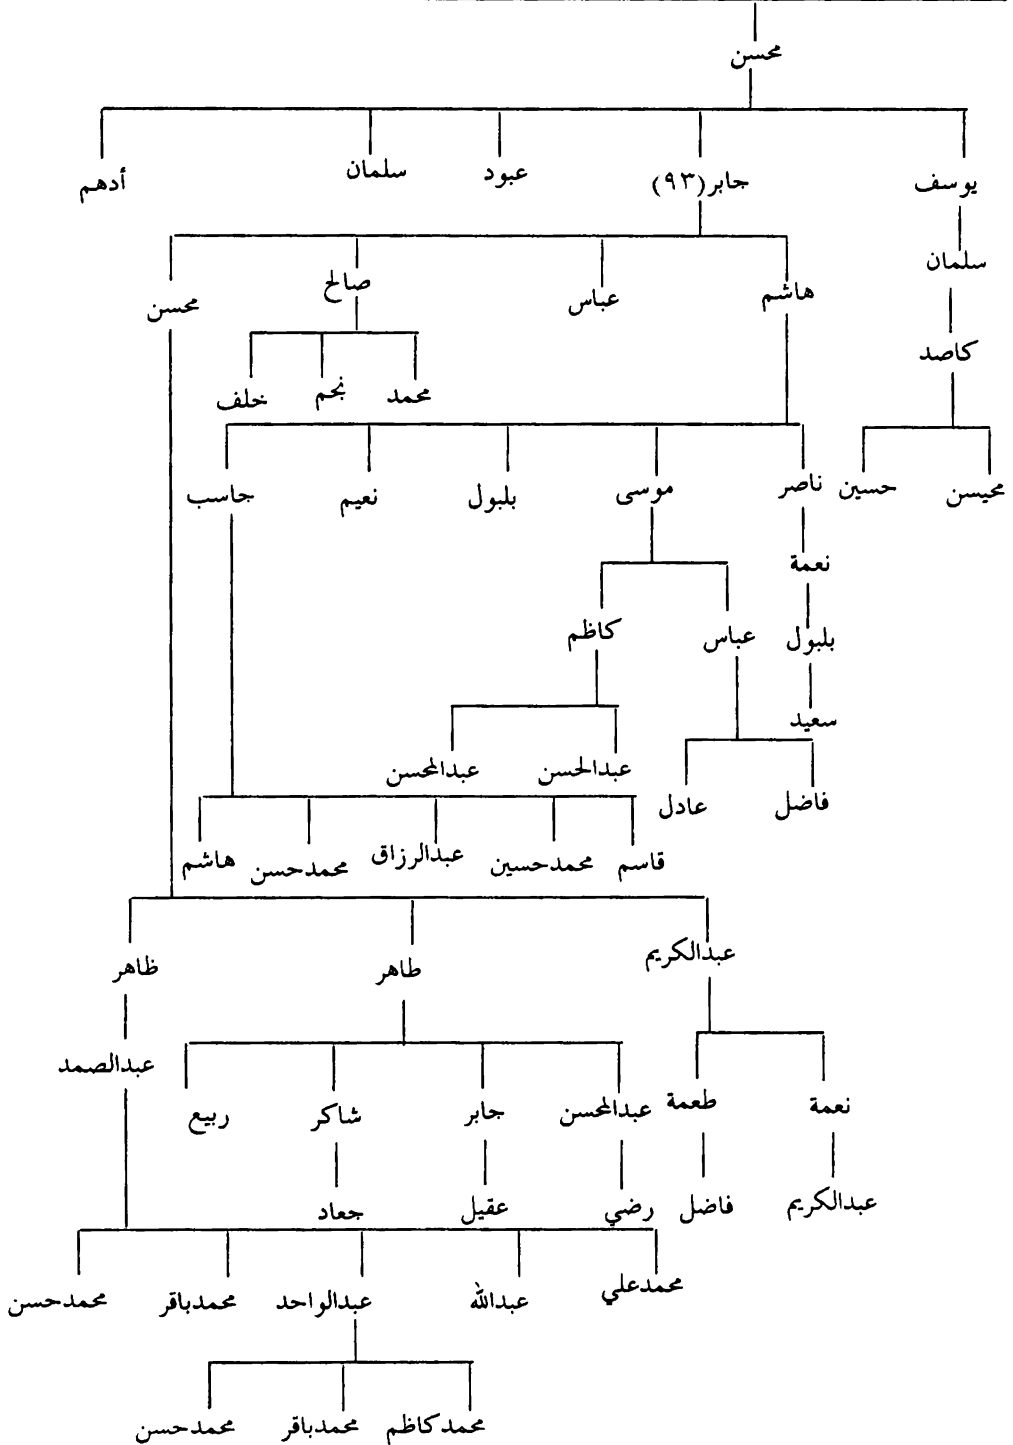 محسن
يوسف جابر(٩٣) عبود سلمان أدهم
سلمان
هاشم عباس صالح محسن
كاصد
محمد نجم خلف
محيسن حسين ناصر موسى بلبول نعيم جاسب
نعمة
عباس كاظم
بلبول
سعيد
عبدالحسن عبدالمحسن
فاضل عادل
قاسم محمدحسين عبدالرزاق محمدحسن هاشم
عبدالكريم طاهر ظاهر
عبدالصمد
نعمة طعمة عبدالمحسن جابر شاكر ربيع
عبدالكريم فاضل رضي عقيل جعاد
محمدعلي عبدالله عبدالواحد محمدباقر محمدحسن
محمدكاظم محمدباقر محمدحسن